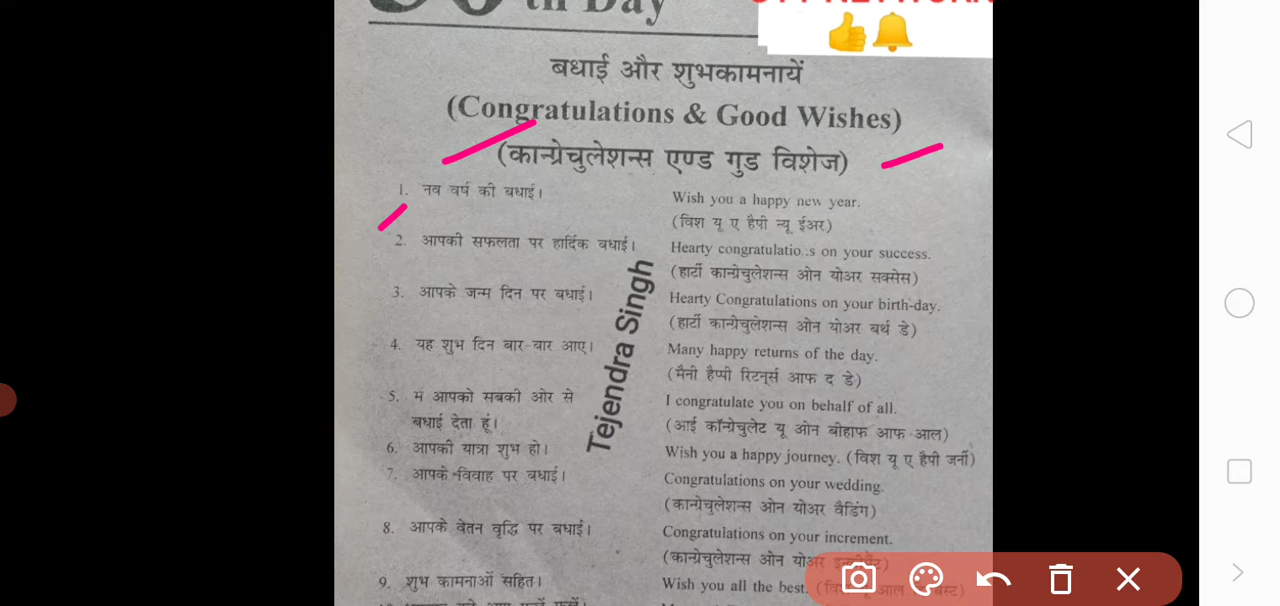 th Day
बधाई और शुभकामनायें
(Congratulations & Good Wishes)
(कान्ग्रेचुलेशन्स एण्ड गुड विशेज)
1. नव वर्ष की बधाई।
Wish you a happy new year.
(विश यू ए हैपी न्यू ईअर)
2. आपकी सफलता पर हार्दिक बधाई।
Hearty congratulatio..s on your success.
(हार्टी कान्ग्रेचुलेशन्स ओन योअर सक्सेस)
3. आपके जन्म दिन पर बधाई।
Hearty Congratulations on your birth-day.
(हार्टी कान्ग्रेचुलेशन्स ओन योअर बर्थ डे)
4. यह शुभ दिन बार-बार आए।
Many happy returns of the day.
(मैनी हैप्पी रिटर्न्स आफ द डे)
5. म आपको सबकी ओर से
बधाई देता हूं।
I congratulate you on behalf of all.
(आई कॉन्ग्रेचुलेट यू ओन बीहाफ आफ आल)
6. आपकी यात्रा शुभ हो।
Wish you a happy journey. (विश यू ए हैपी जर्नी)
7. आपके विवाह पर बधाई।
Congratulations on your wedding.
(कान्ग्रेचुलेशन्स ओन योअर वैडिंग)
8. आपके वेतन वृद्धि पर बधाई।
Congratulations on your increment.
(कान्ग्रेचुलेशन्स ओन योअर
9. शुभ कामनाओं सहित।
Wish you all the best.
Tejendra Singh